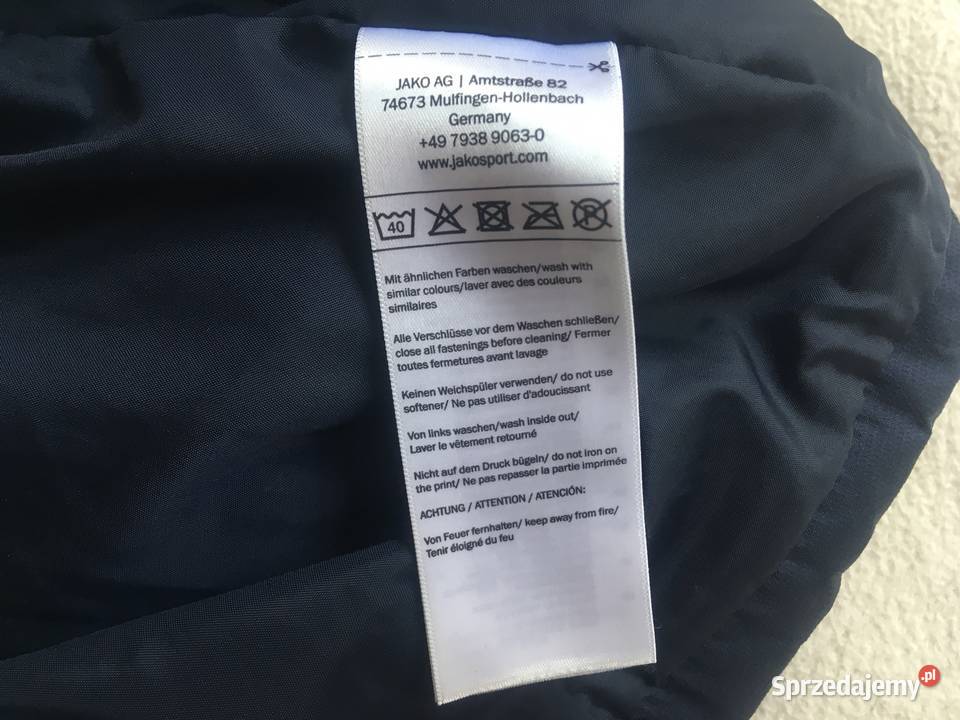 JAKO AG | Amtstraße 82
74673 Mulfingen-Hollenbach
Germany
+49 7938 9063-0
www.jakosport.com
40
P
Mit ähnlichen Farben waschen/wash with
similar colours/laver avec des couleurs
similaires
Alle Verschlüsse vor dem Waschen schließen/
close all fastenings before cleaning/ Fermer
toutes fermetures avant lavage
Keinen Weichspüler verwenden/ do not use
softener/ Ne pas utiliser d'adoucissant
Von links waschen/wash inside out/
Laver le vêtement retourné
Nicht auf dem Druck bügeln/ do not iron on
the print/ Ne pas repasser la partie imprimée
ACHTUNG / ATTENTION / ATENCIÓN:
Von Feuer fernhalten/ keep away from fire/
Tenir éloigné du feu
Sprzedajemy.pl